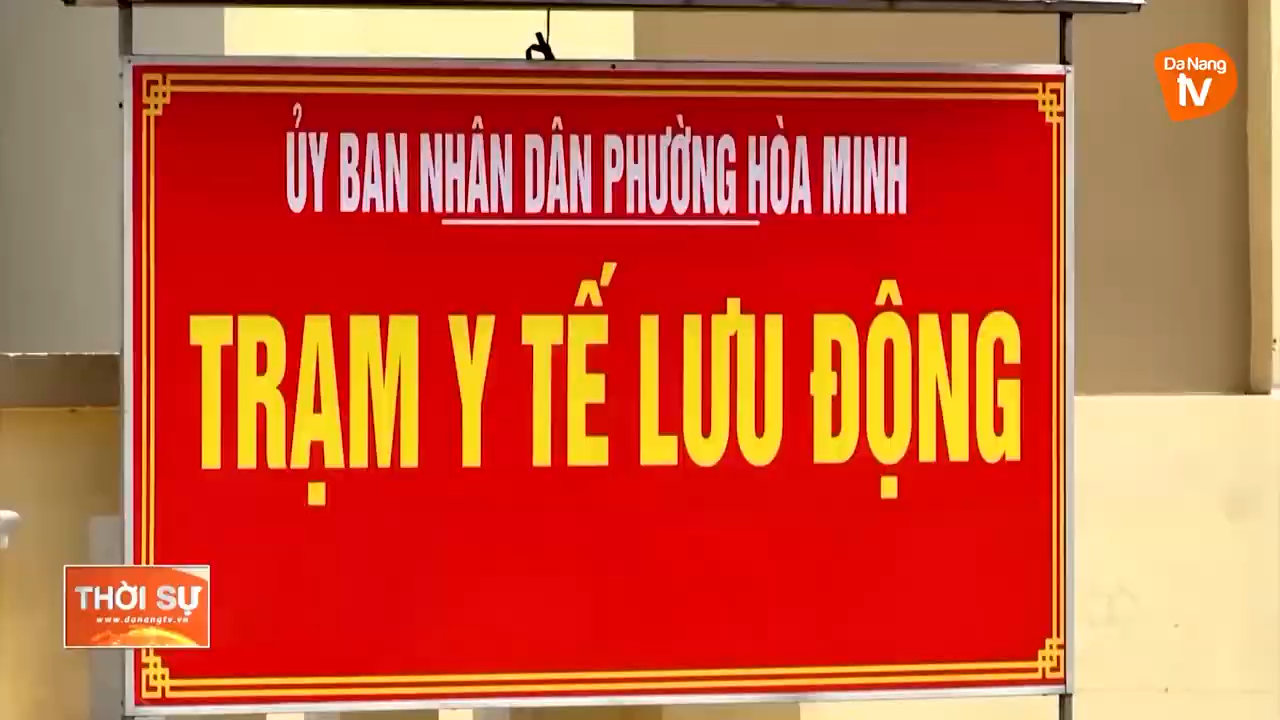 Da Nang
tv
ỦY BAN NHÂN DÂN PHƯỜNG HÒA MINH
TRẠM Y TẾ LƯU ĐỘNG
THỜI SỰ
www.danangtv.vn